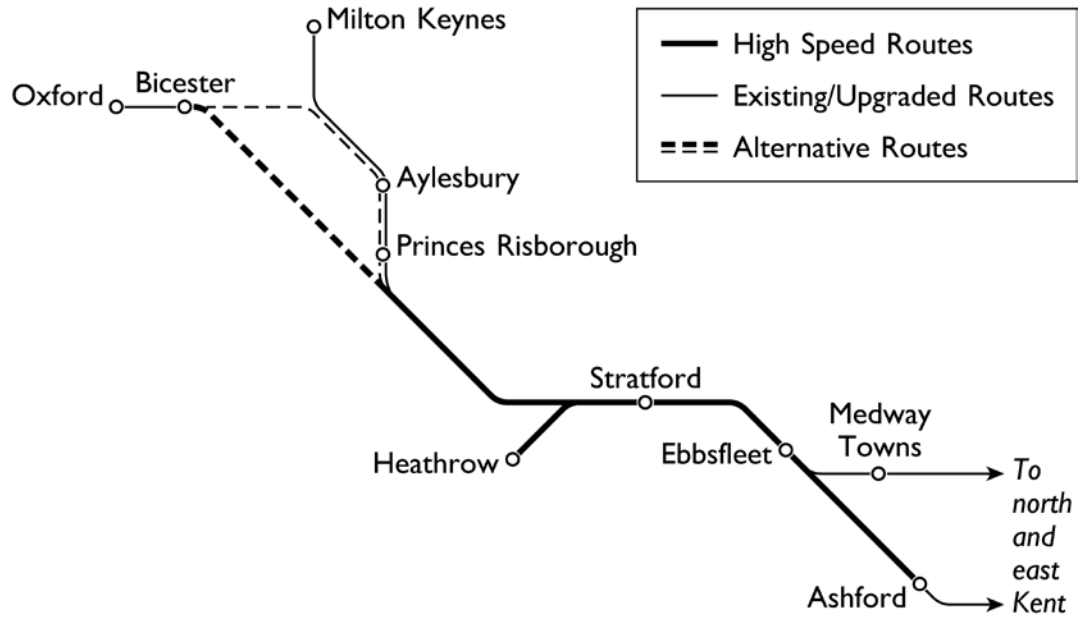 Milton Keynes
Bicester
Oxford
Aylesbury
Princes Risborough
High Speed Routes
Existing/Upgraded Routes
Alternative Routes
Stratford
Heathrow
Ebbsfleet
Medway
Towns
Ashford
To
north
and
east
Kent